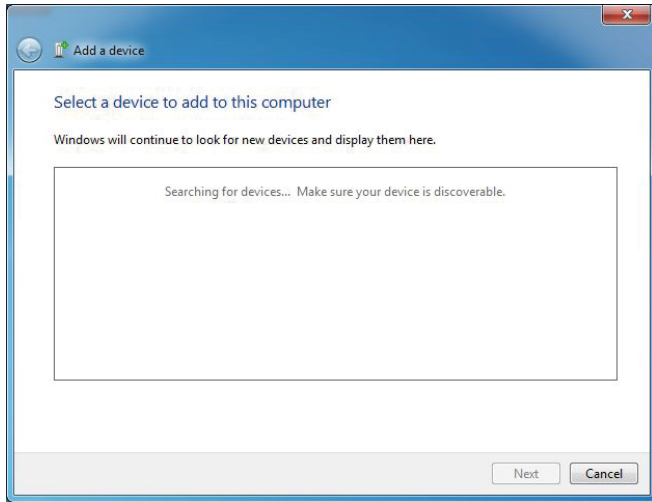 Add a device
Select a device to add to this computer
Windows will continue to look for new devices and display them here.
Searching for devices... Make sure your device is discoverable.
Next Cancel